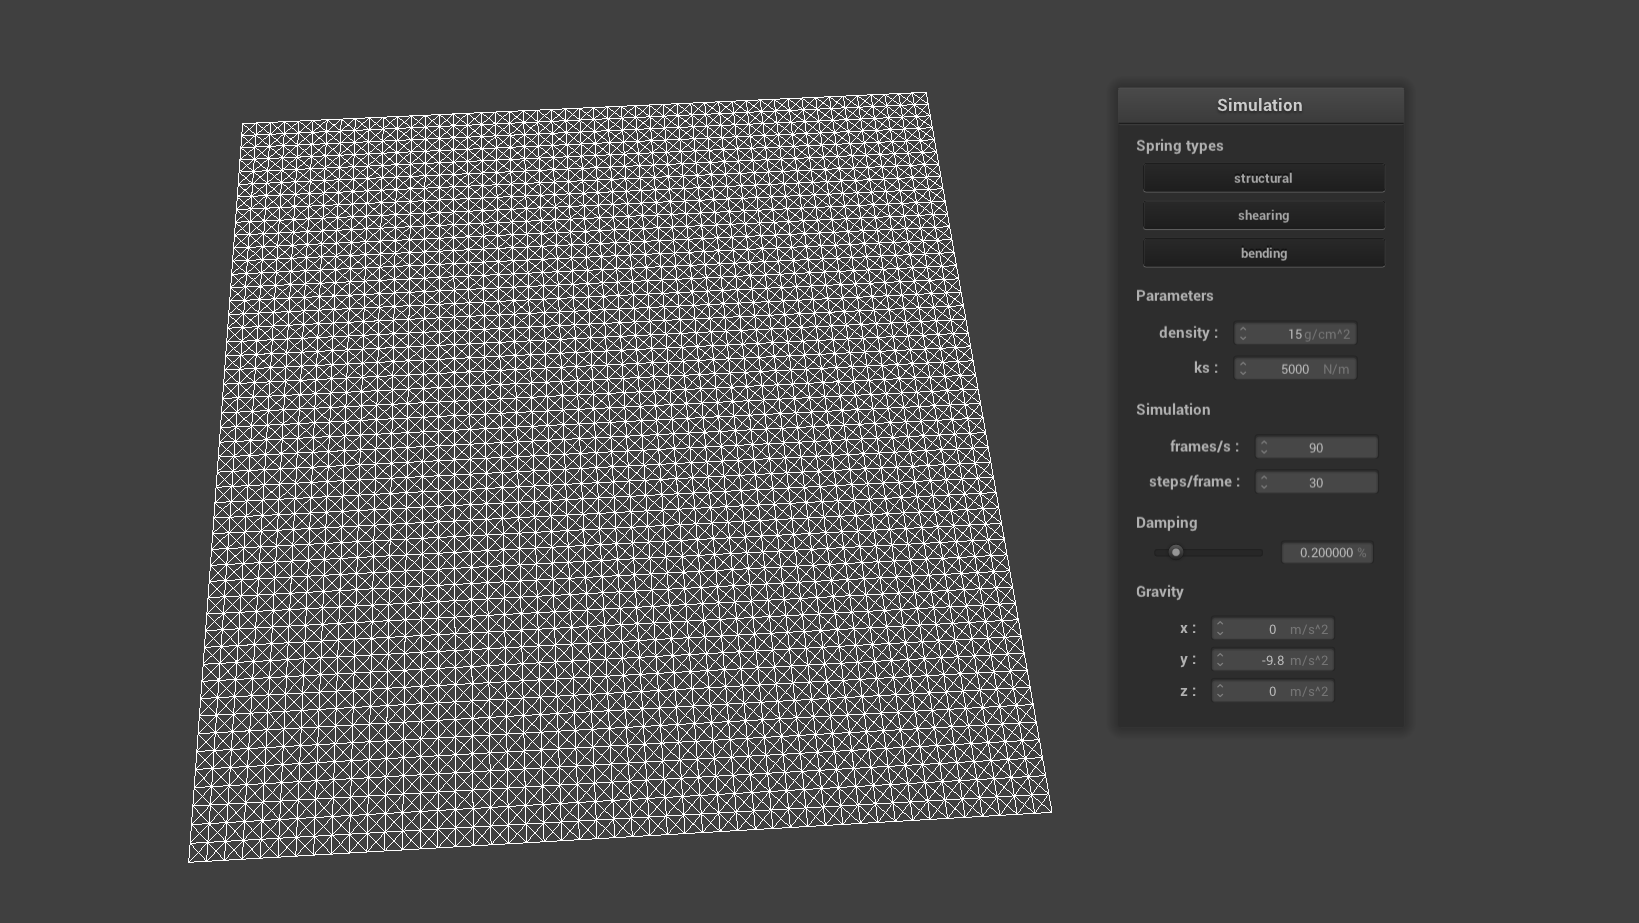 Simulation
Spring types
structural
shearing
bending
Parameters
density : 15 g/cm^2
ks : 5000 N/m
Simulation
frames/s : 90
steps/frame : 30
Damping
0.200000 %
Gravity
x : 0 m/s^2
y : -9.8 m/s^2
z : 0 m/s^2